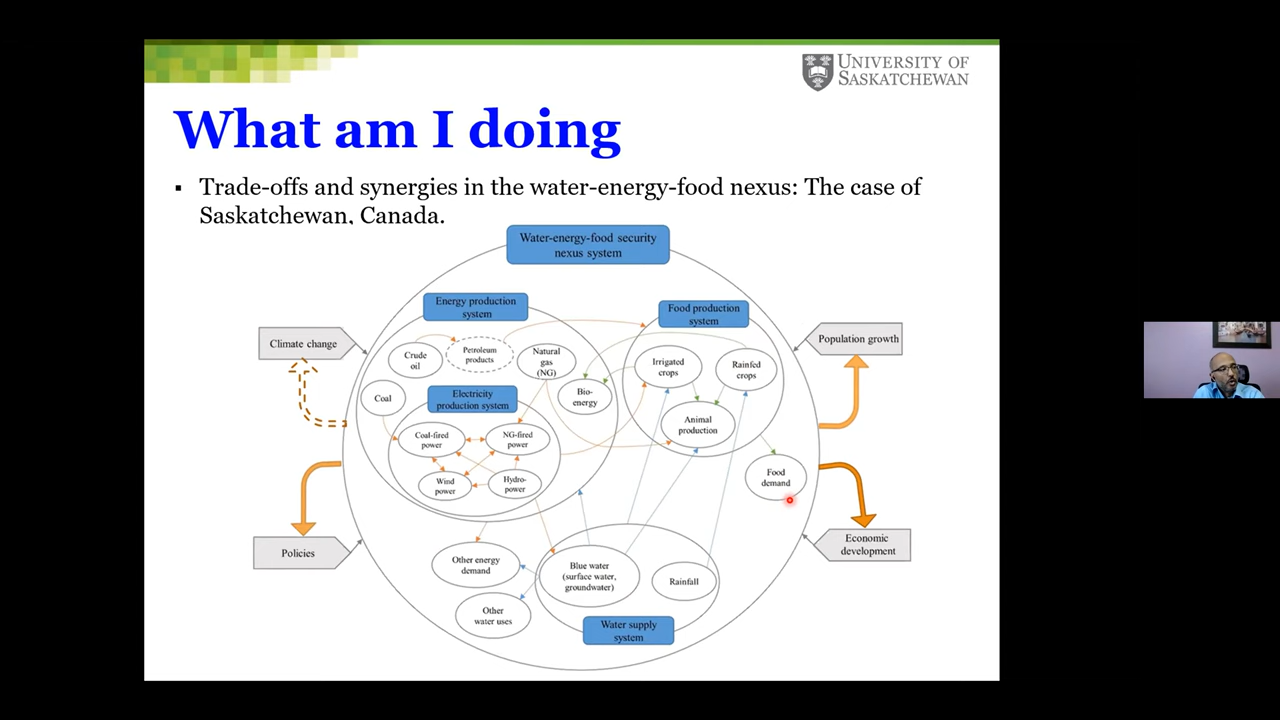 UNIVERSITY OF
SASKATCHEWAN
What am I doing
▪ Trade-offs and synergies in the water-energy-food nexus: The case of
Saskatchewan, Canada.
Water-energy-food security
nexus system
Energy production
system
Food production
system
Climate change
Population growth
Crude
oil
Petroleum
products
Natural
gas
(NG)
Irrigated
crops
Rainfed
crops
Coal
Electricity
production system
Bio-
energy
Animal
production
Coal-fired
power
NG-fired
power
Wind
power
Hydro-
power
Food
demand
Policies
Economic
development
Other energy
demand
Blue water
(surface water,
groundwater)
Rainfall
Other
water uses
Water supply
system